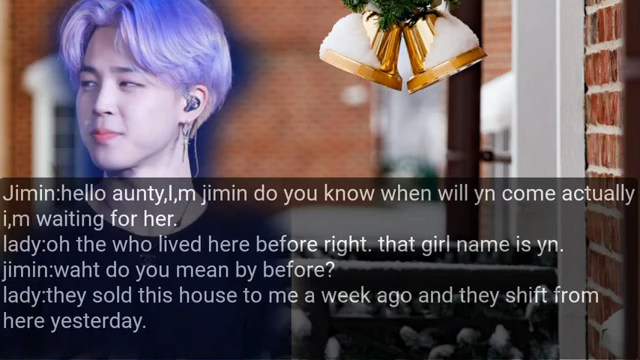 Jimin:hello aunty,I,m jimin do you know when will yn come actually
i,m waiting for her.
lady:oh the who lived here before right. that girl name is yn.
jimin:waht do you mean by before?
lady:they sold this house to me a week ago and they shift from
here yesterday.